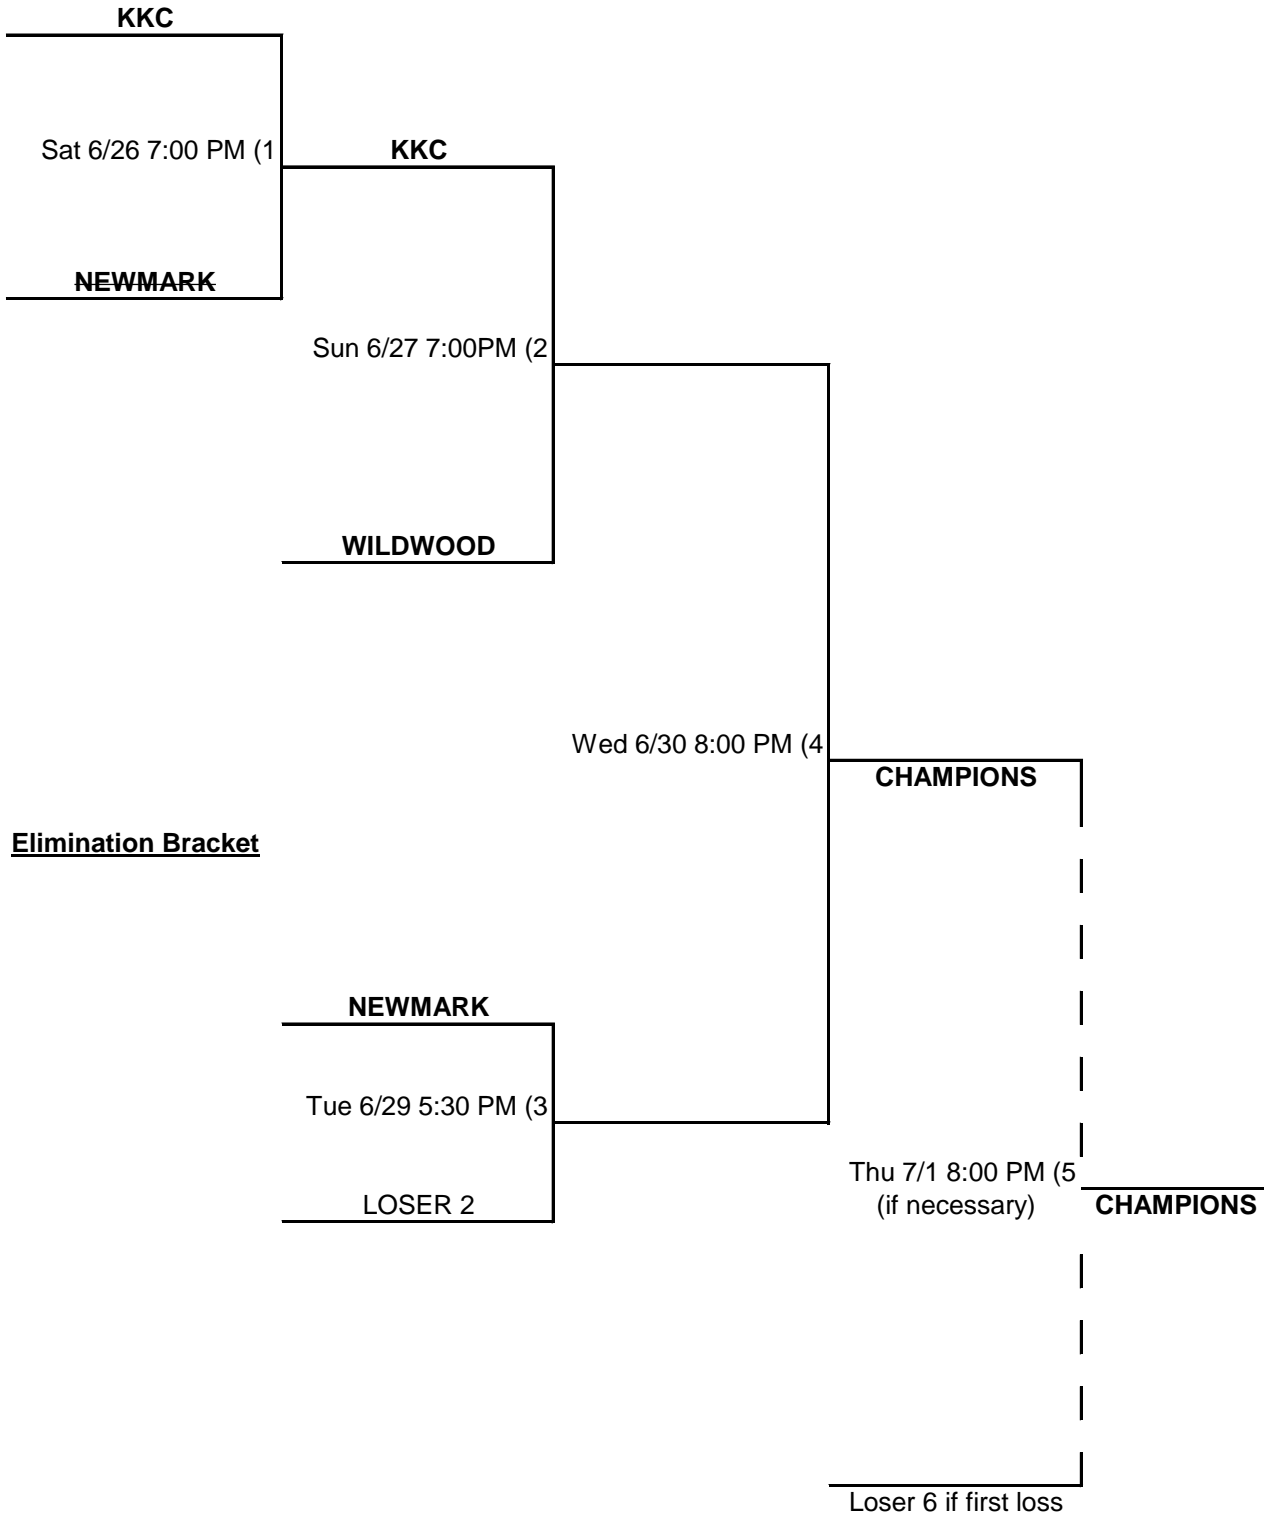 KKC
Sat 6/26 7:00 PM (1
KKC
NEWMARK
Sun 6/27 7:00PM (2
WILDWOOD
Wed 6/30 8:00 PM (4
CHAMPIONS
Elimination Bracket
NEWMARK
Tue 6/29 5:30 PM (3
LOSER 2
Thu 7/1 8:00 PM (5
(if necessary)
CHAMPIONS
Loser 6 if first loss